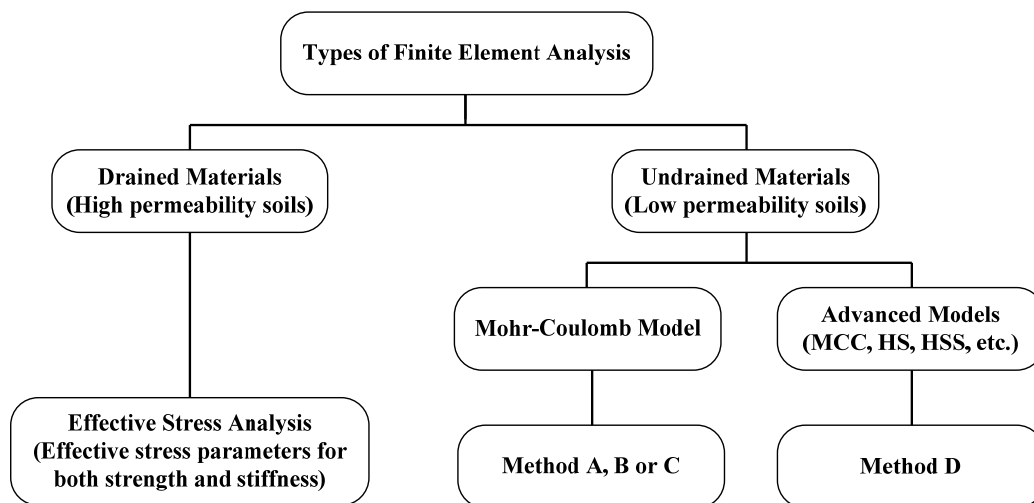 Types of Finite Element Analysis
Drained Materials
(High permeability soils)
Undrained Materials
(Low permeability soils)
Mohr-Coulomb Model
Advanced Models
(MCC, HS, HSS, etc.)
Effective Stress Analysis
(Effective stress parameters for
both strength and stiffness)
Method A, B or C
Method D